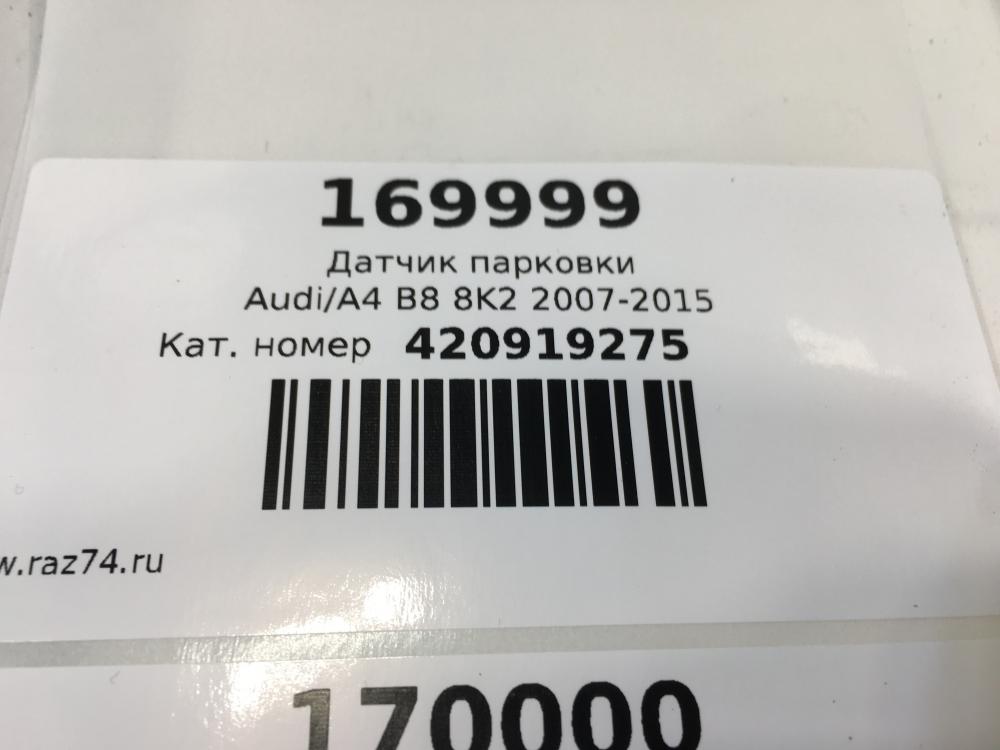 169999
Датчик парковки
Audi/A4 B8 8K2 2007-2015
Кат. номер 420919275
w.raz74.ru
170000